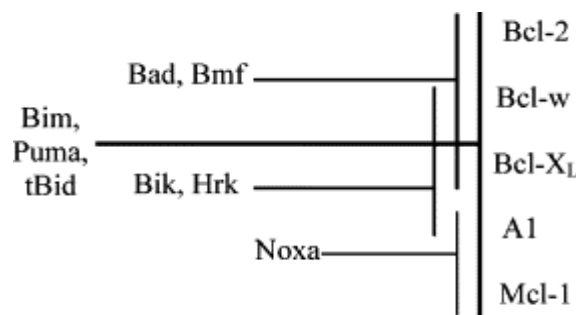 Bcl-2
Bad, Bmf
Bcl-w
Bim,
Puma,
tBid
Bcl-XL
Bik, Hrk
A1
Noxa
Mcl-1